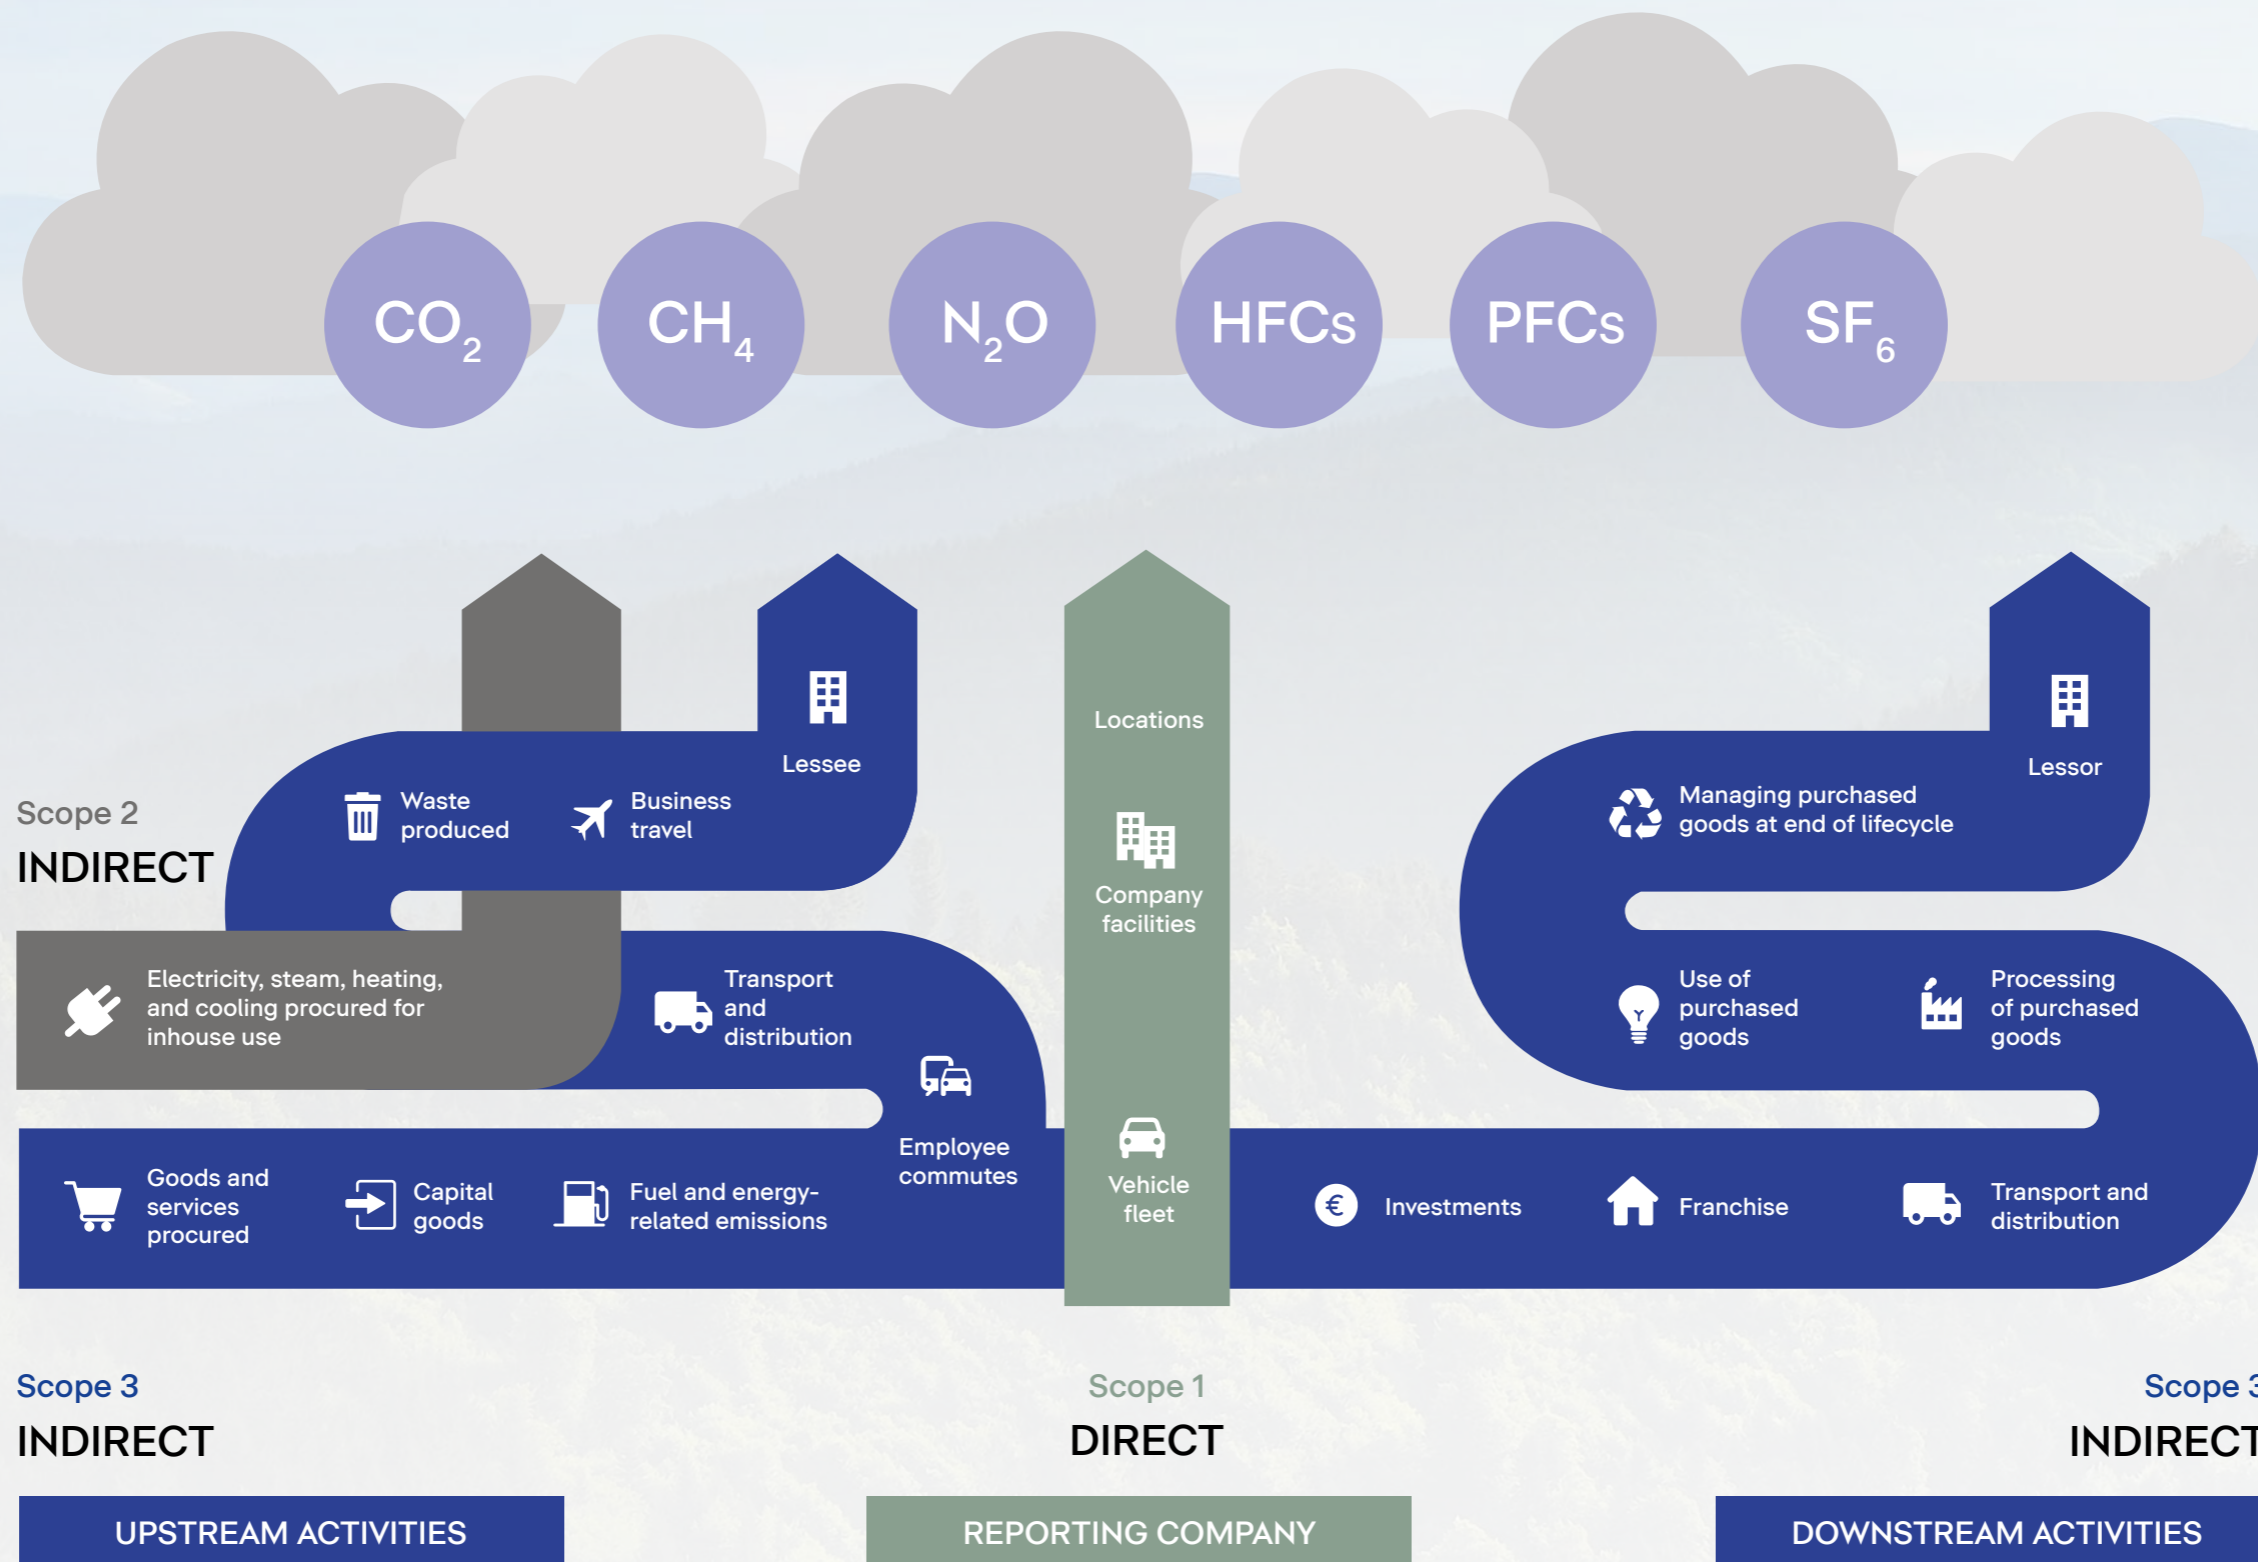 CO2
CH4
N2O
HFCs
PFCs
SF6
Scope 2
INDIRECT
Waste
produced
Business
travel
Lessee
Electricity, steam, heating,
and cooling procured for
inhouse use
Transport
and
distribution
Employee
commutes
Goods and
services
procured
Capital
goods
Fuel and energy-
related emissions
Locations
Company
facilities
Vehicle
fleet
Lessor
Managing purchased
goods at end of lifecycle
Use of
purchased
goods
Processing
of purchased
goods
€
Investments
Franchise
Transport and
distribution
Scope 3
INDIRECT
UPSTREAM ACTIVITIES
Scope 1
DIRECT
REPORTING COMPANY
Scope 3
INDIRECT
DOWNSTREAM ACTIVITIES